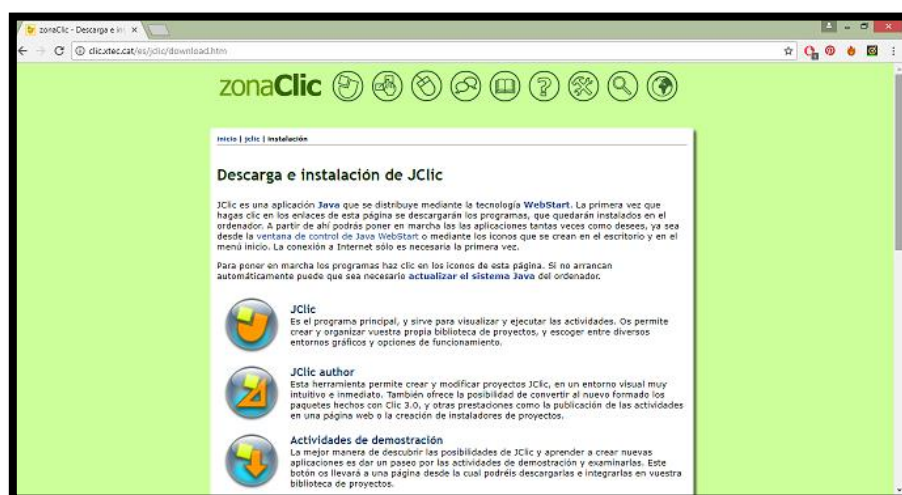 zonaClic - Descarga e in
clic.xtec.cat/es/jclic/download.htm
zonaClic
inicio | jclic | instalación
Descarga e instalación de JClic
JClic es una aplicación Java que se distribuye mediante la tecnología WebStart. La primera vez que
hagas clic en los enlaces de esta página se descargarán los programas, que quedarán instalados en el
ordenador. A partir de ahí podrás poner en marcha las las aplicaciones tantas veces como desees, ya sea
desde la ventana de control de Java WebStart o mediante los iconos que se crean en el escritorio y en el
menú inicio. La conexión a Internet sólo es necesaria la primera vez.
Para poner en marcha los programas haz clic en los iconos de esta página. Si no arrancan
automáticamente puede que sea necesario actualizar el sistema Java del ordenador.
JClic
Es el programa principal, y sirve para visualizar y ejecutar las actividades. Os permite
crear y organizar vuestra propia biblioteca de proyectos, y escoger entre diversos
entornos gráficos y opciones de funcionamiento.
JClic author
Esta herramienta permite crear y modificar proyectos JClic, en un entorno visual muy
intuitivo e inmediato. También ofrece la posibilidad de convertir al nuevo formado los
paquetes hechos con Clic 3.0, y otras prestaciones como la publicación de las actividades
en una página web o la creación de instaladores de proyectos.
Actividades de demostración
La mejor manera de descubrir las posibilidades de JClic y aprender a crear nuevas
aplicaciones es dar un paseo por las actividades de demostración y examinarlas. Este
botón os llevará a una página desde la cual podréis descargarlas e integrarlas en vuestra
biblioteca de proyectos.